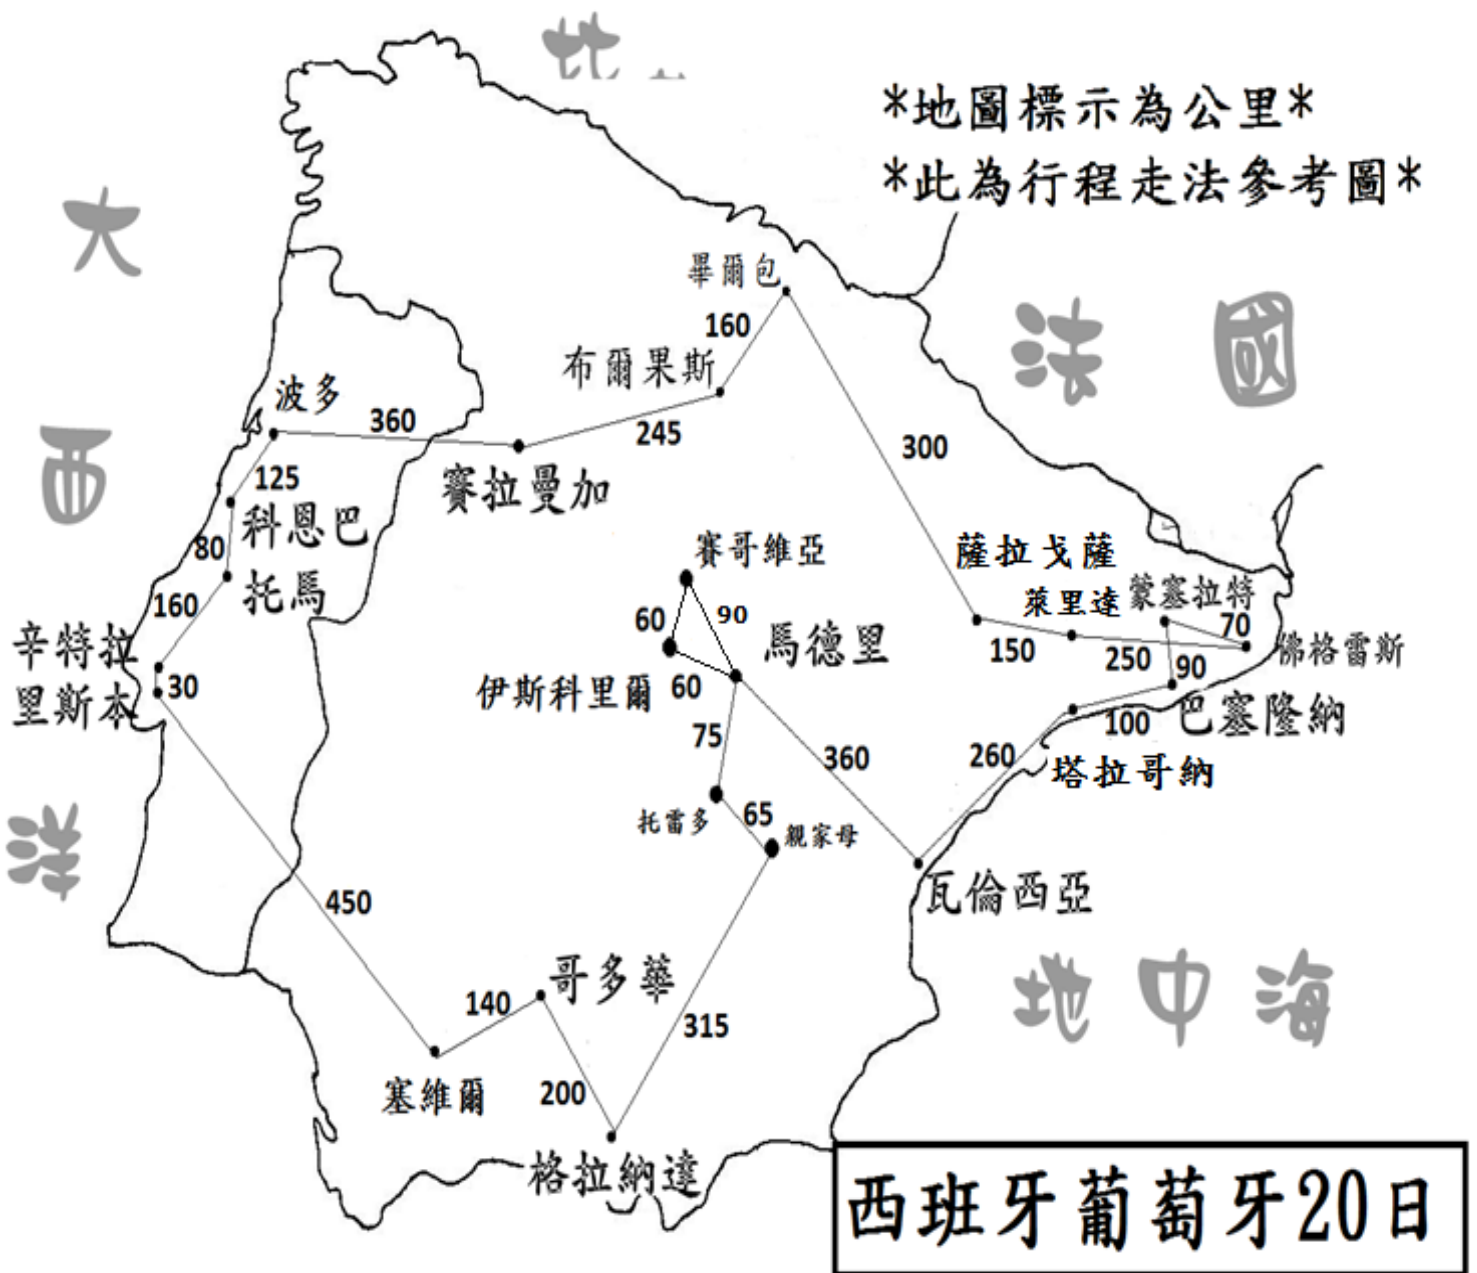 *地圖標示為公里*
*此為行程走法參考圖*
大
西
洋
法 國
畢爾包
160
布爾果斯
波多
360
245
300
賽拉曼加
125
科恩巴
80
托馬
160
辛特拉
30
里斯本
賽哥維亞
60
90
馬德里
伊斯科里爾
60
薩拉戈薩
萊里達
蒙塞拉特
70
佛格雷斯
150
250
90
巴塞隆納
100
塔拉哥納
260
75
360
托雷多
65
親家母
瓦倫西亞
450
哥多華
140
315
塞維爾
200
格拉納達
地中海
西班牙葡萄牙20日